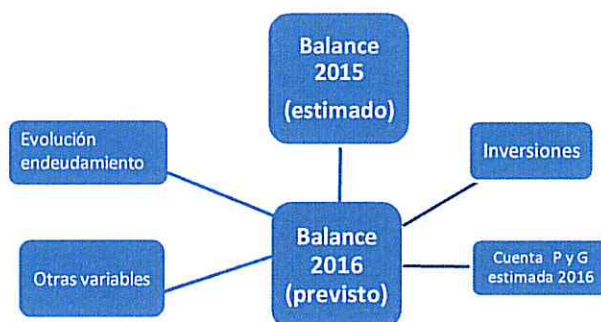 Balance
2015
(estimado)
Evolución
endeudamiento
Inversiones
Balance
2016
(previsto)
Otras variables
Cuenta P y G
estimada 2016